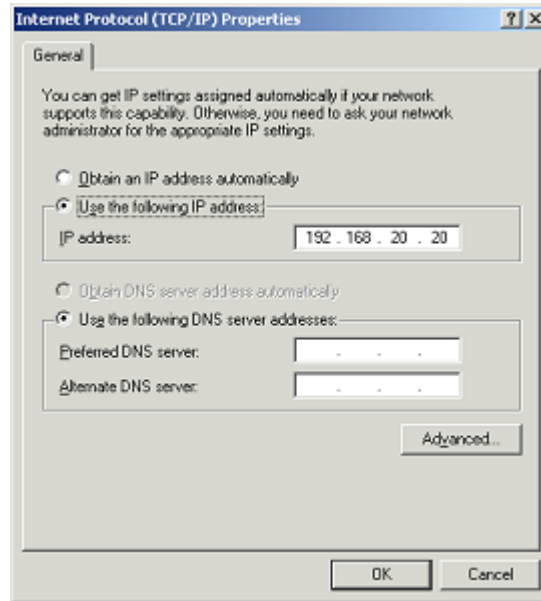 Internet Protocol (TCP/IP) Properties
General
You can get IP settings assigned automatically if your network
supports this capability. Otherwise, you need to ask your network
administrator for the appropriate IP settings.
Obtain an IP address automatically
Use the following IP address:
IP address: 192 . 168 . 20 . 20
Obtain DNS server address automatically
Use the following DNS server addresses:
Preferred DNS server: . . .
Alternate DNS server: . . .
Advanced...
OK Cancel